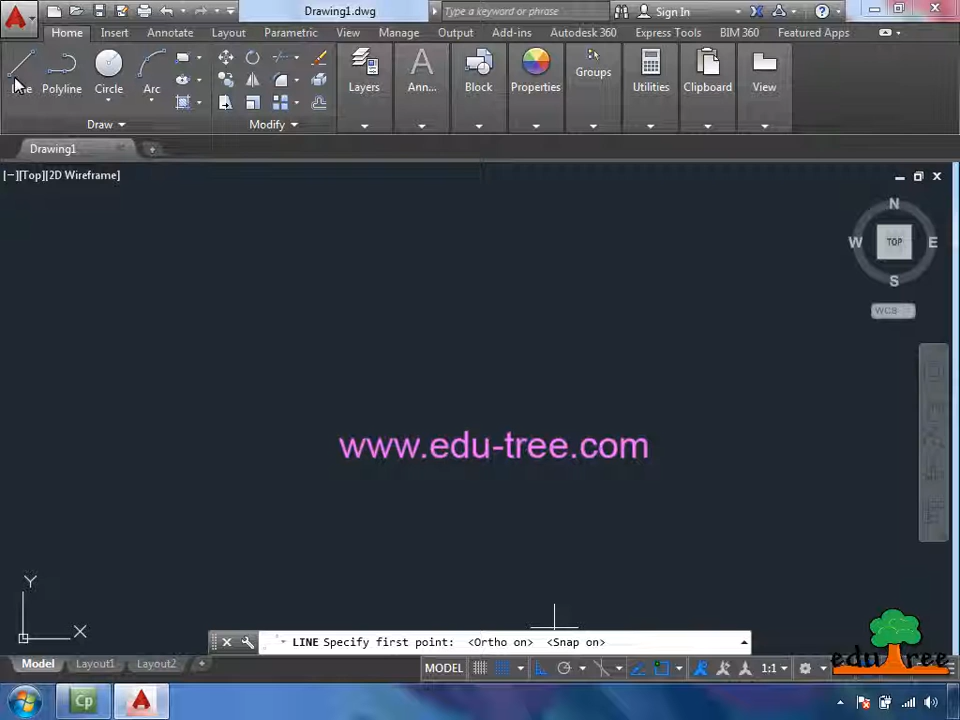 Drawing1.dwg
Type a keyword or phrase
Sign In
Home Insert Annotate Layout Parametric View Manage Output Add-ins Autodesk 360 Express Tools BIM 360 Featured Apps
Line Polyline Circle Arc
Layers Ann... Block Properties Groups Utilities Clipboard View
Draw Modify
Drawing1
[−][Top][2D Wireframe]
N
W TOP E
S
WCS
www.edu-tree.com
Y
X
LINE Specify first point: <Ortho on> <Snap on>
Model Layout1 Layout2 MODEL 1:1
edu tree
Cp